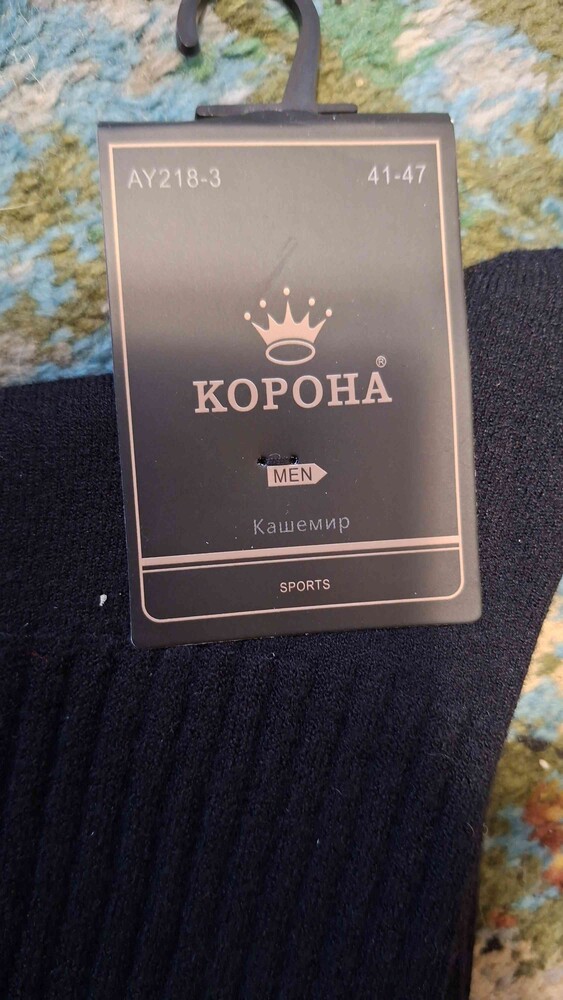 AY218-3 41-47
КОРОНА®
MEN
Кашемир
SPORTS